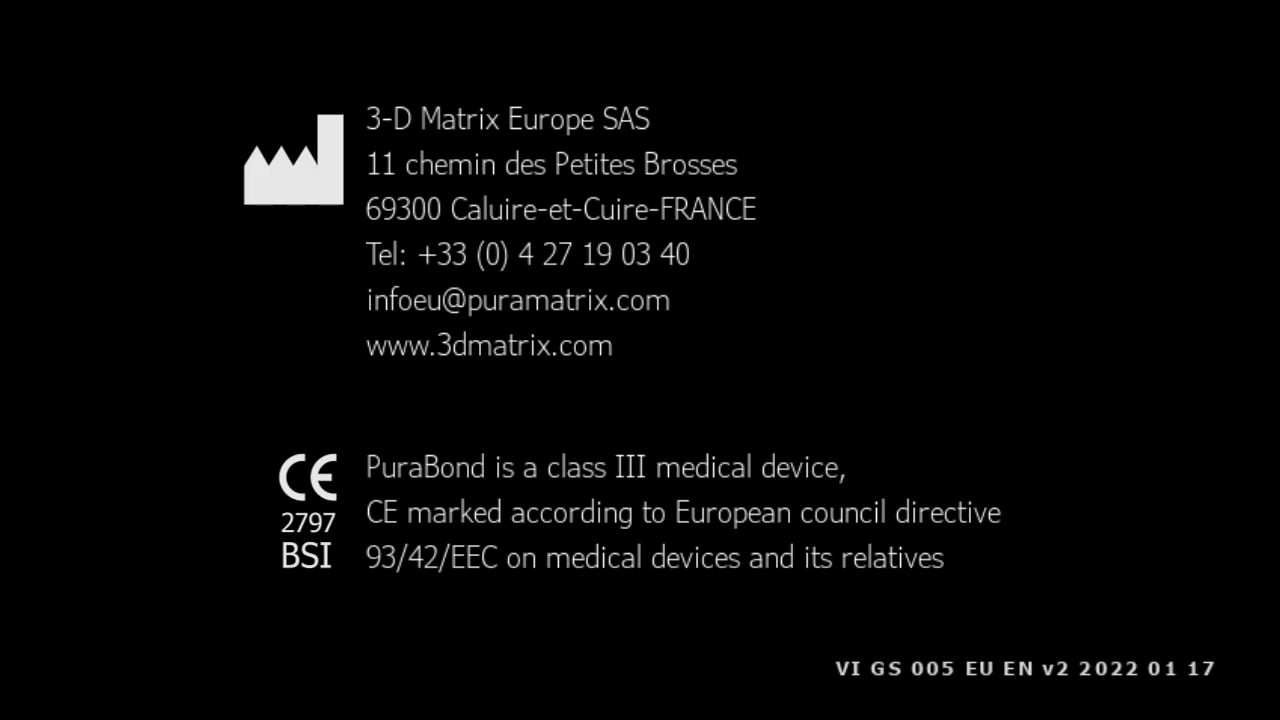 3-D Matrix Europe SAS
11 chemin des Petites Brosses
69300 Caluire-et-Cuire-FRANCE
Tel: +33 (0) 4 27 19 03 40
infoeu@puramatrix.com
www.3dmatrix.com
CE
2797
BSI
PuraBond is a class III medical device,
CE marked according to European council directive
93/42/EEC on medical devices and its relatives
VI GS 005 EU EN v2 2022 01 17